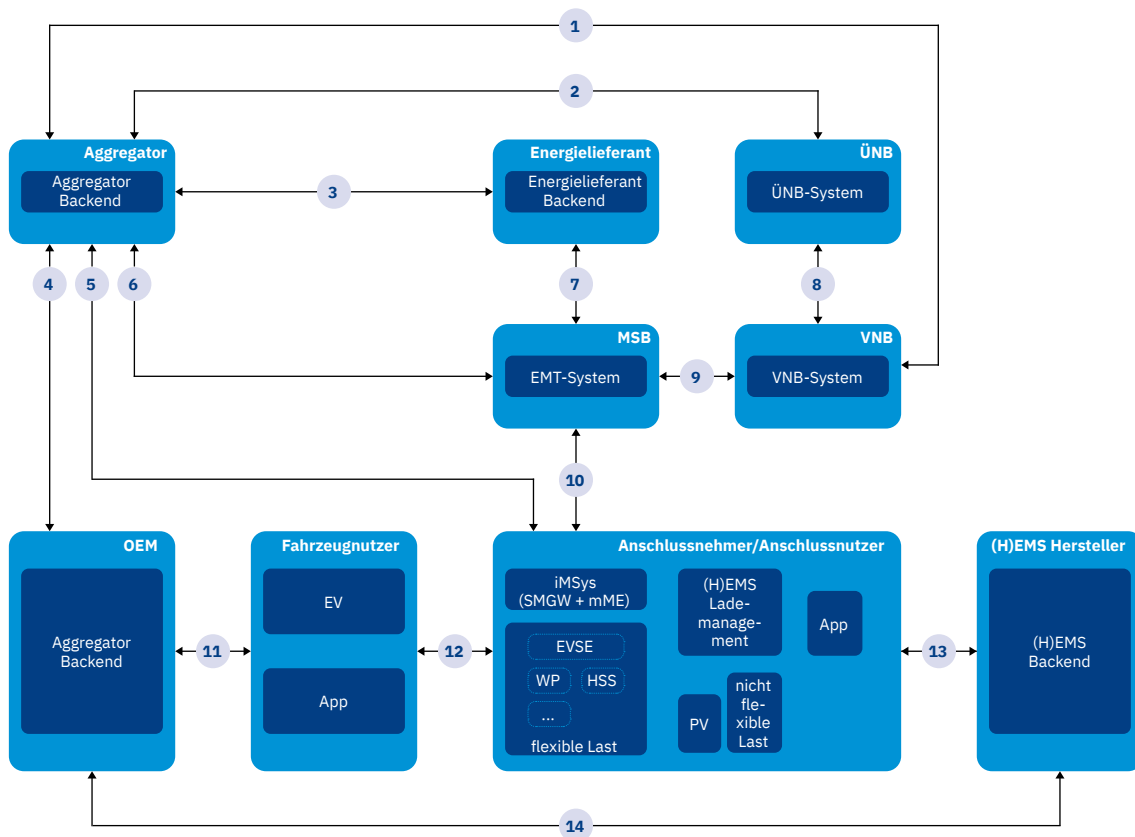 1
2
Aggregator
Aggregator
Backend
3
Energielieferant
Energielieferant
Backend
ÜNB
ÜNB-System
4
5
6
7
8
MSB
EMT-System
9
VNB
VNB-System
10
OEM
Aggregator
Backend
11
Fahrzeugnutzer
EV
App
12
Anschlussnehmer/Anschlussnutzer
iMSys
(SMGW + mME)
EVSE
WP
HSS
...
flexible Last
(H)EMS
Lade-
manage-
ment
App
PV
nicht
fle-
xible
Last
13
(H)EMS Hersteller
(H)EMS
Backend
14